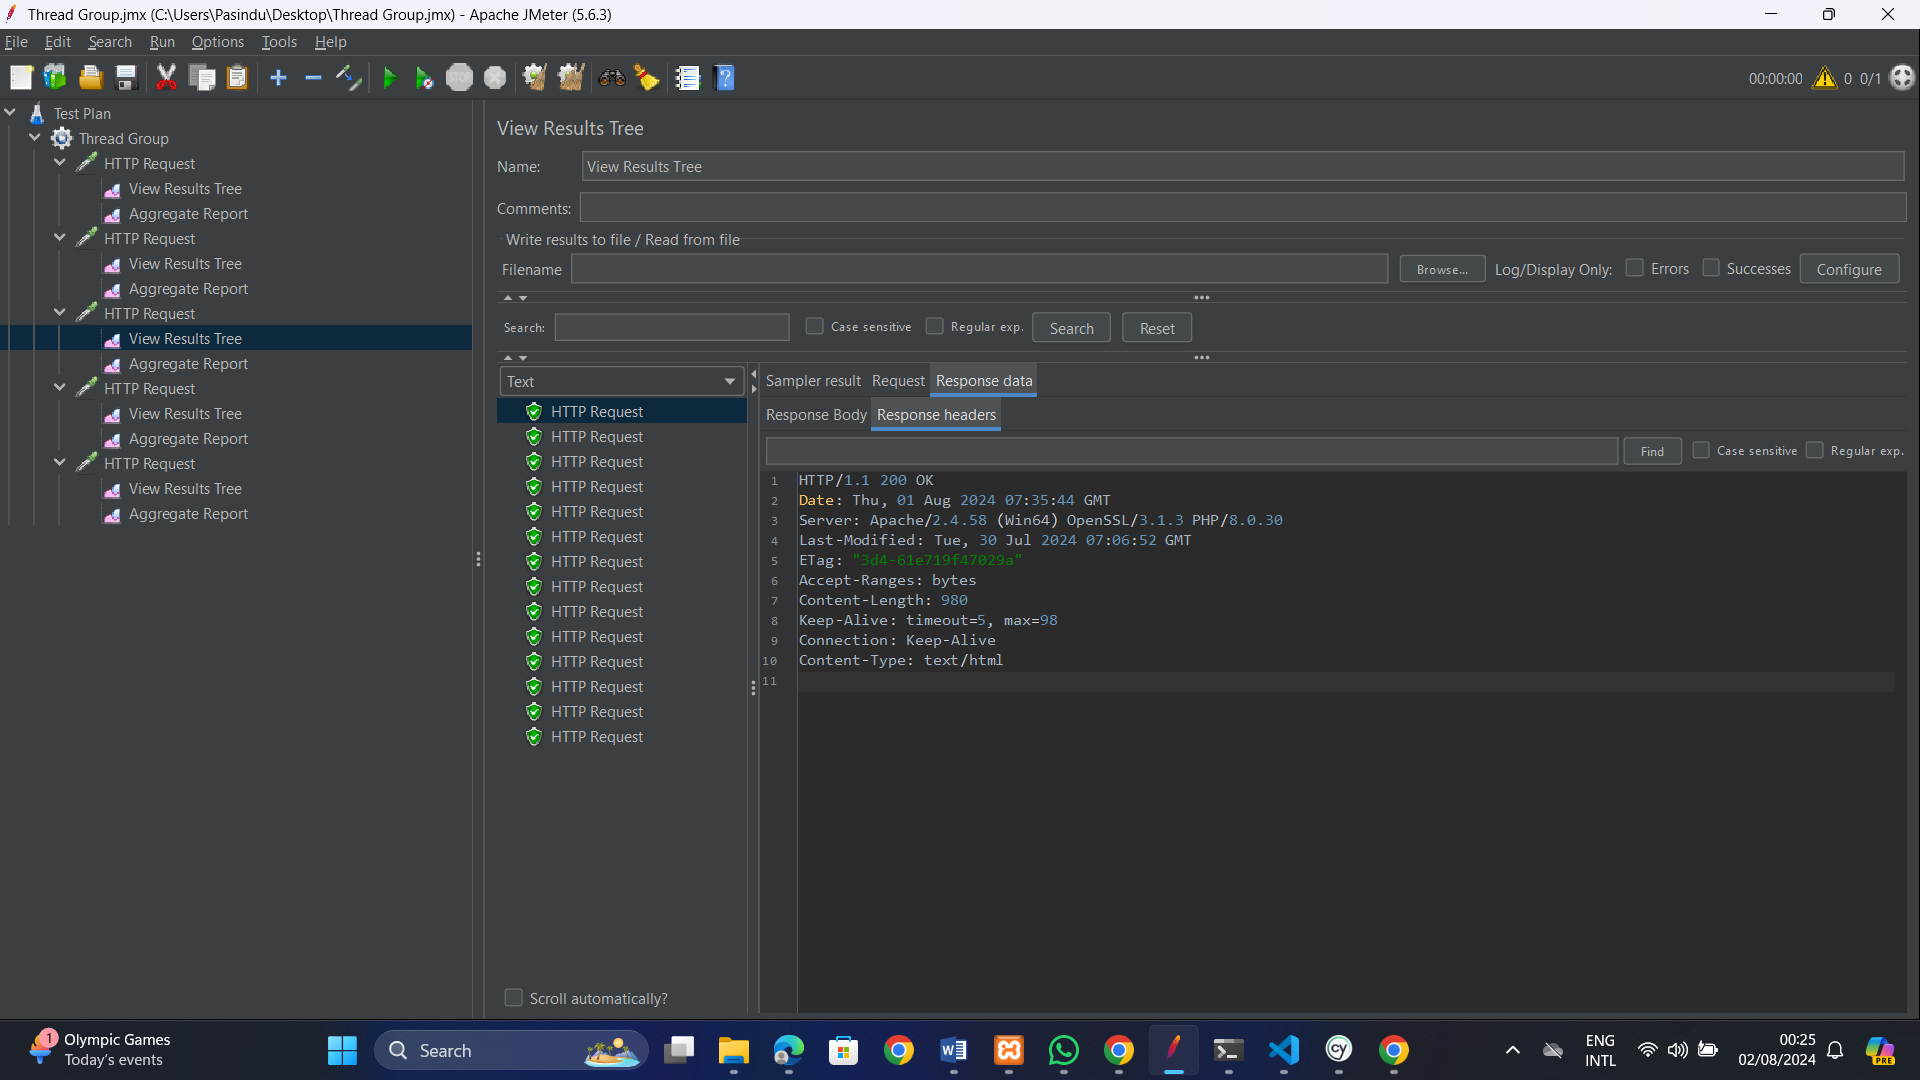 Thread Group.jmx (C:\Users\Pasindu\Desktop\Thread Group.jmx) - Apache JMeter (5.6.3)
File Edit Search Run Options Tools Help
STOP
00:00:00 0 0/1
Test Plan
Thread Group
HTTP Request
View Results Tree
Aggregate Report
HTTP Request
View Results Tree
Aggregate Report
HTTP Request
View Results Tree
Aggregate Report
HTTP Request
View Results Tree
Aggregate Report
HTTP Request
View Results Tree
Aggregate Report
View Results Tree
Name: View Results Tree
Comments:
Write results to file / Read from file
Filename Browse... Log/Display Only: Errors Successes Configure
Search: Case sensitive Regular exp. Search Reset
Text
HTTP Request
HTTP Request
HTTP Request
HTTP Request
HTTP Request
HTTP Request
HTTP Request
HTTP Request
HTTP Request
HTTP Request
HTTP Request
HTTP Request
HTTP Request
HTTP Request
Scroll automatically?
Sampler result Request Response data
Response Body Response headers
Find Case sensitive Regular exp.
1 HTTP/1.1 200 OK
2 Date: Thu, 01 Aug 2024 07:35:44 GMT
3 Server: Apache/2.4.58 (Win64) OpenSSL/3.1.3 PHP/8.0.30
4 Last-Modified: Tue, 30 Jul 2024 07:06:52 GMT
5 ETag: "3d4-61e719f47029a"
6 Accept-Ranges: bytes
7 Content-Length: 980
8 Keep-Alive: timeout=5, max=98
9 Connection: Keep-Alive
10 Content-Type: text/html
11
1
Olympic Games
Today's events
Search
CY
ENG
INTL
00:25
02/08/2024
PRE